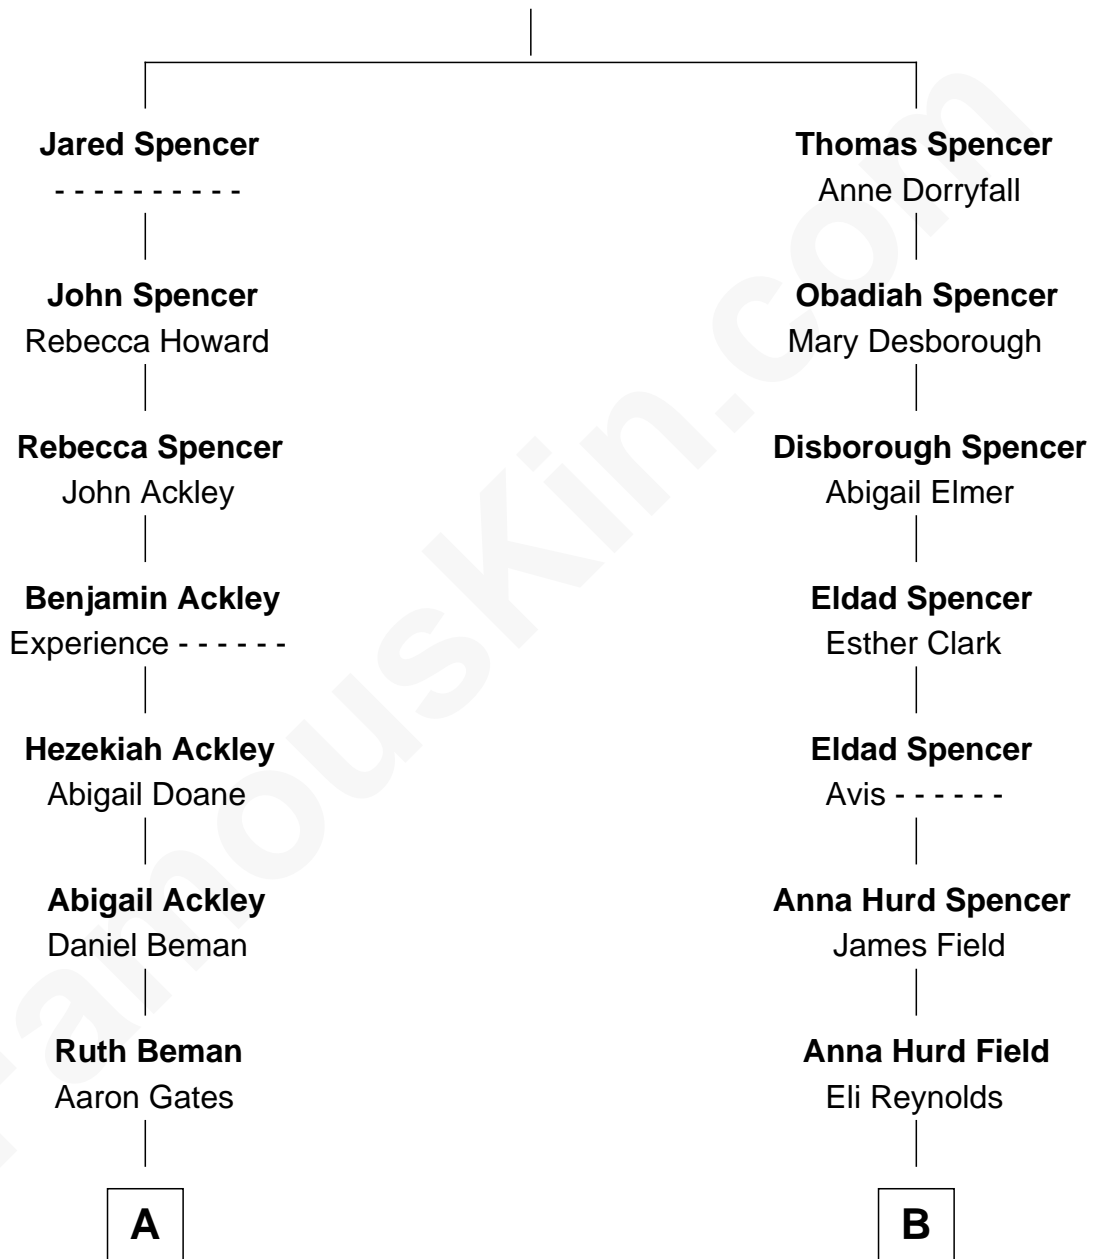 Jared Spencer
- - - - - - - - - -
John Spencer
Rebecca Howard
Rebecca Spencer
John Ackley
Benjamin Ackley
Experience - - - - - -
Hezekiah Ackley
Abigail Doane
Abigail Ackley
Daniel Beman
Ruth Beman
Aaron Gates
A
Thomas Spencer
Anne Dorryfall
Obadiah Spencer
Mary Desborough
Disborough Spencer
Abigail Elmer
Eldad Spencer
Esther Clark
Eldad Spencer
Avis - - - - - -
Anna Hurd Spencer
James Field
Anna Hurd Field
Eli Reynolds
B
FamousKin.com